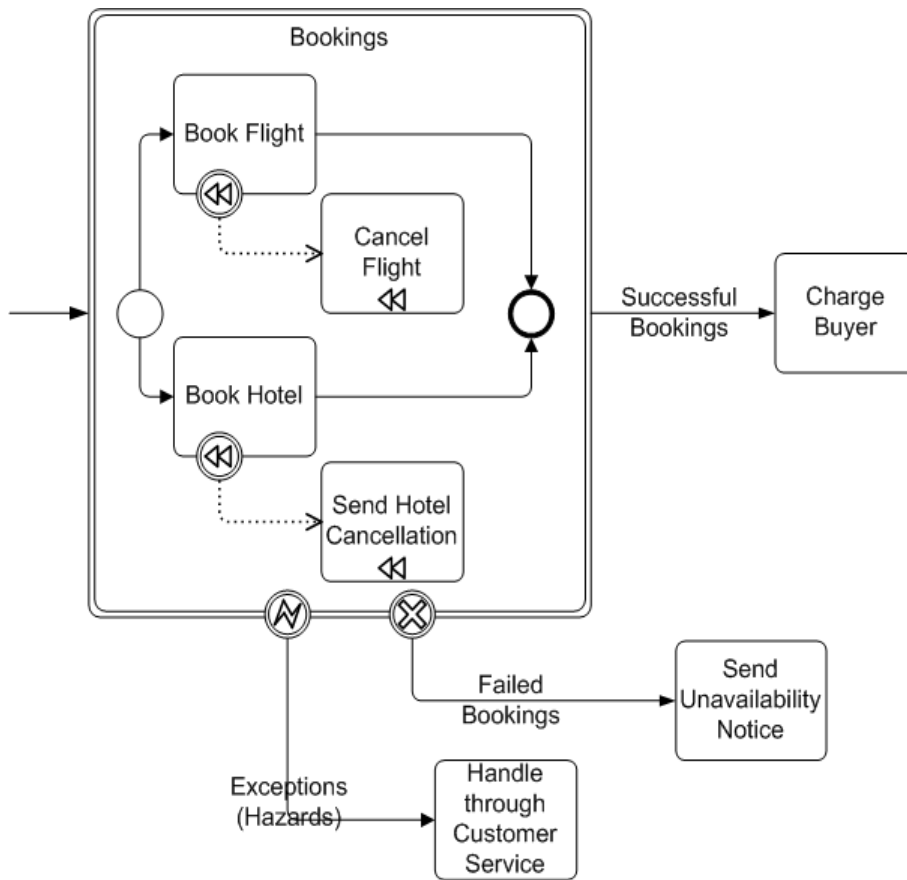 Bookings
Book Flight
Cancel
Flight
Successful
Bookings
Charge
Buyer
Book Hotel
Send Hotel
Cancellation
Failed
Bookings
Send
Unavailability
Notice
Exceptions
(Hazards)
Handle
through
Customer
Service